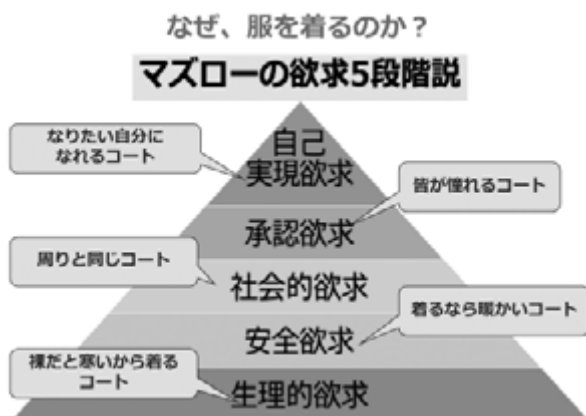 なぜ、服を着るのか？
マズローの欲求5段階説
なりたい自分に
なれるコート
自己
実現欲求
皆が憧れるコート
承認欲求
周りと同じコート
社会的欲求
着るなら暖かいコート
安全欲求
裸だと寒いから着る
コート
生理的欲求